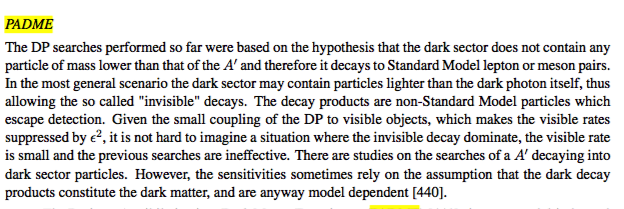 PADME
The DP searches performed so far were based on the hypothesis that the dark sector does not contain any
particle of mass lower than that of the A′ and therefore it decays to Standard Model lepton or meson pairs.
In the most general scenario the dark sector may contain particles lighter than the dark photon itself, thus
allowing the so called "invisible" decays. The decay products are non-Standard Model particles which
escape detection. Given the small coupling of the DP to visible objects, which makes the visible rates
suppressed by ϵ², it is not hard to imagine a situation where the invisible decay dominate, the visible rate
is small and the previous searches are ineffective. There are studies on the searches of a A′ decaying into
dark sector particles. However, the sensitivities sometimes rely on the assumption that the dark decay
products constitute the dark matter, and are anyway model dependent [440].